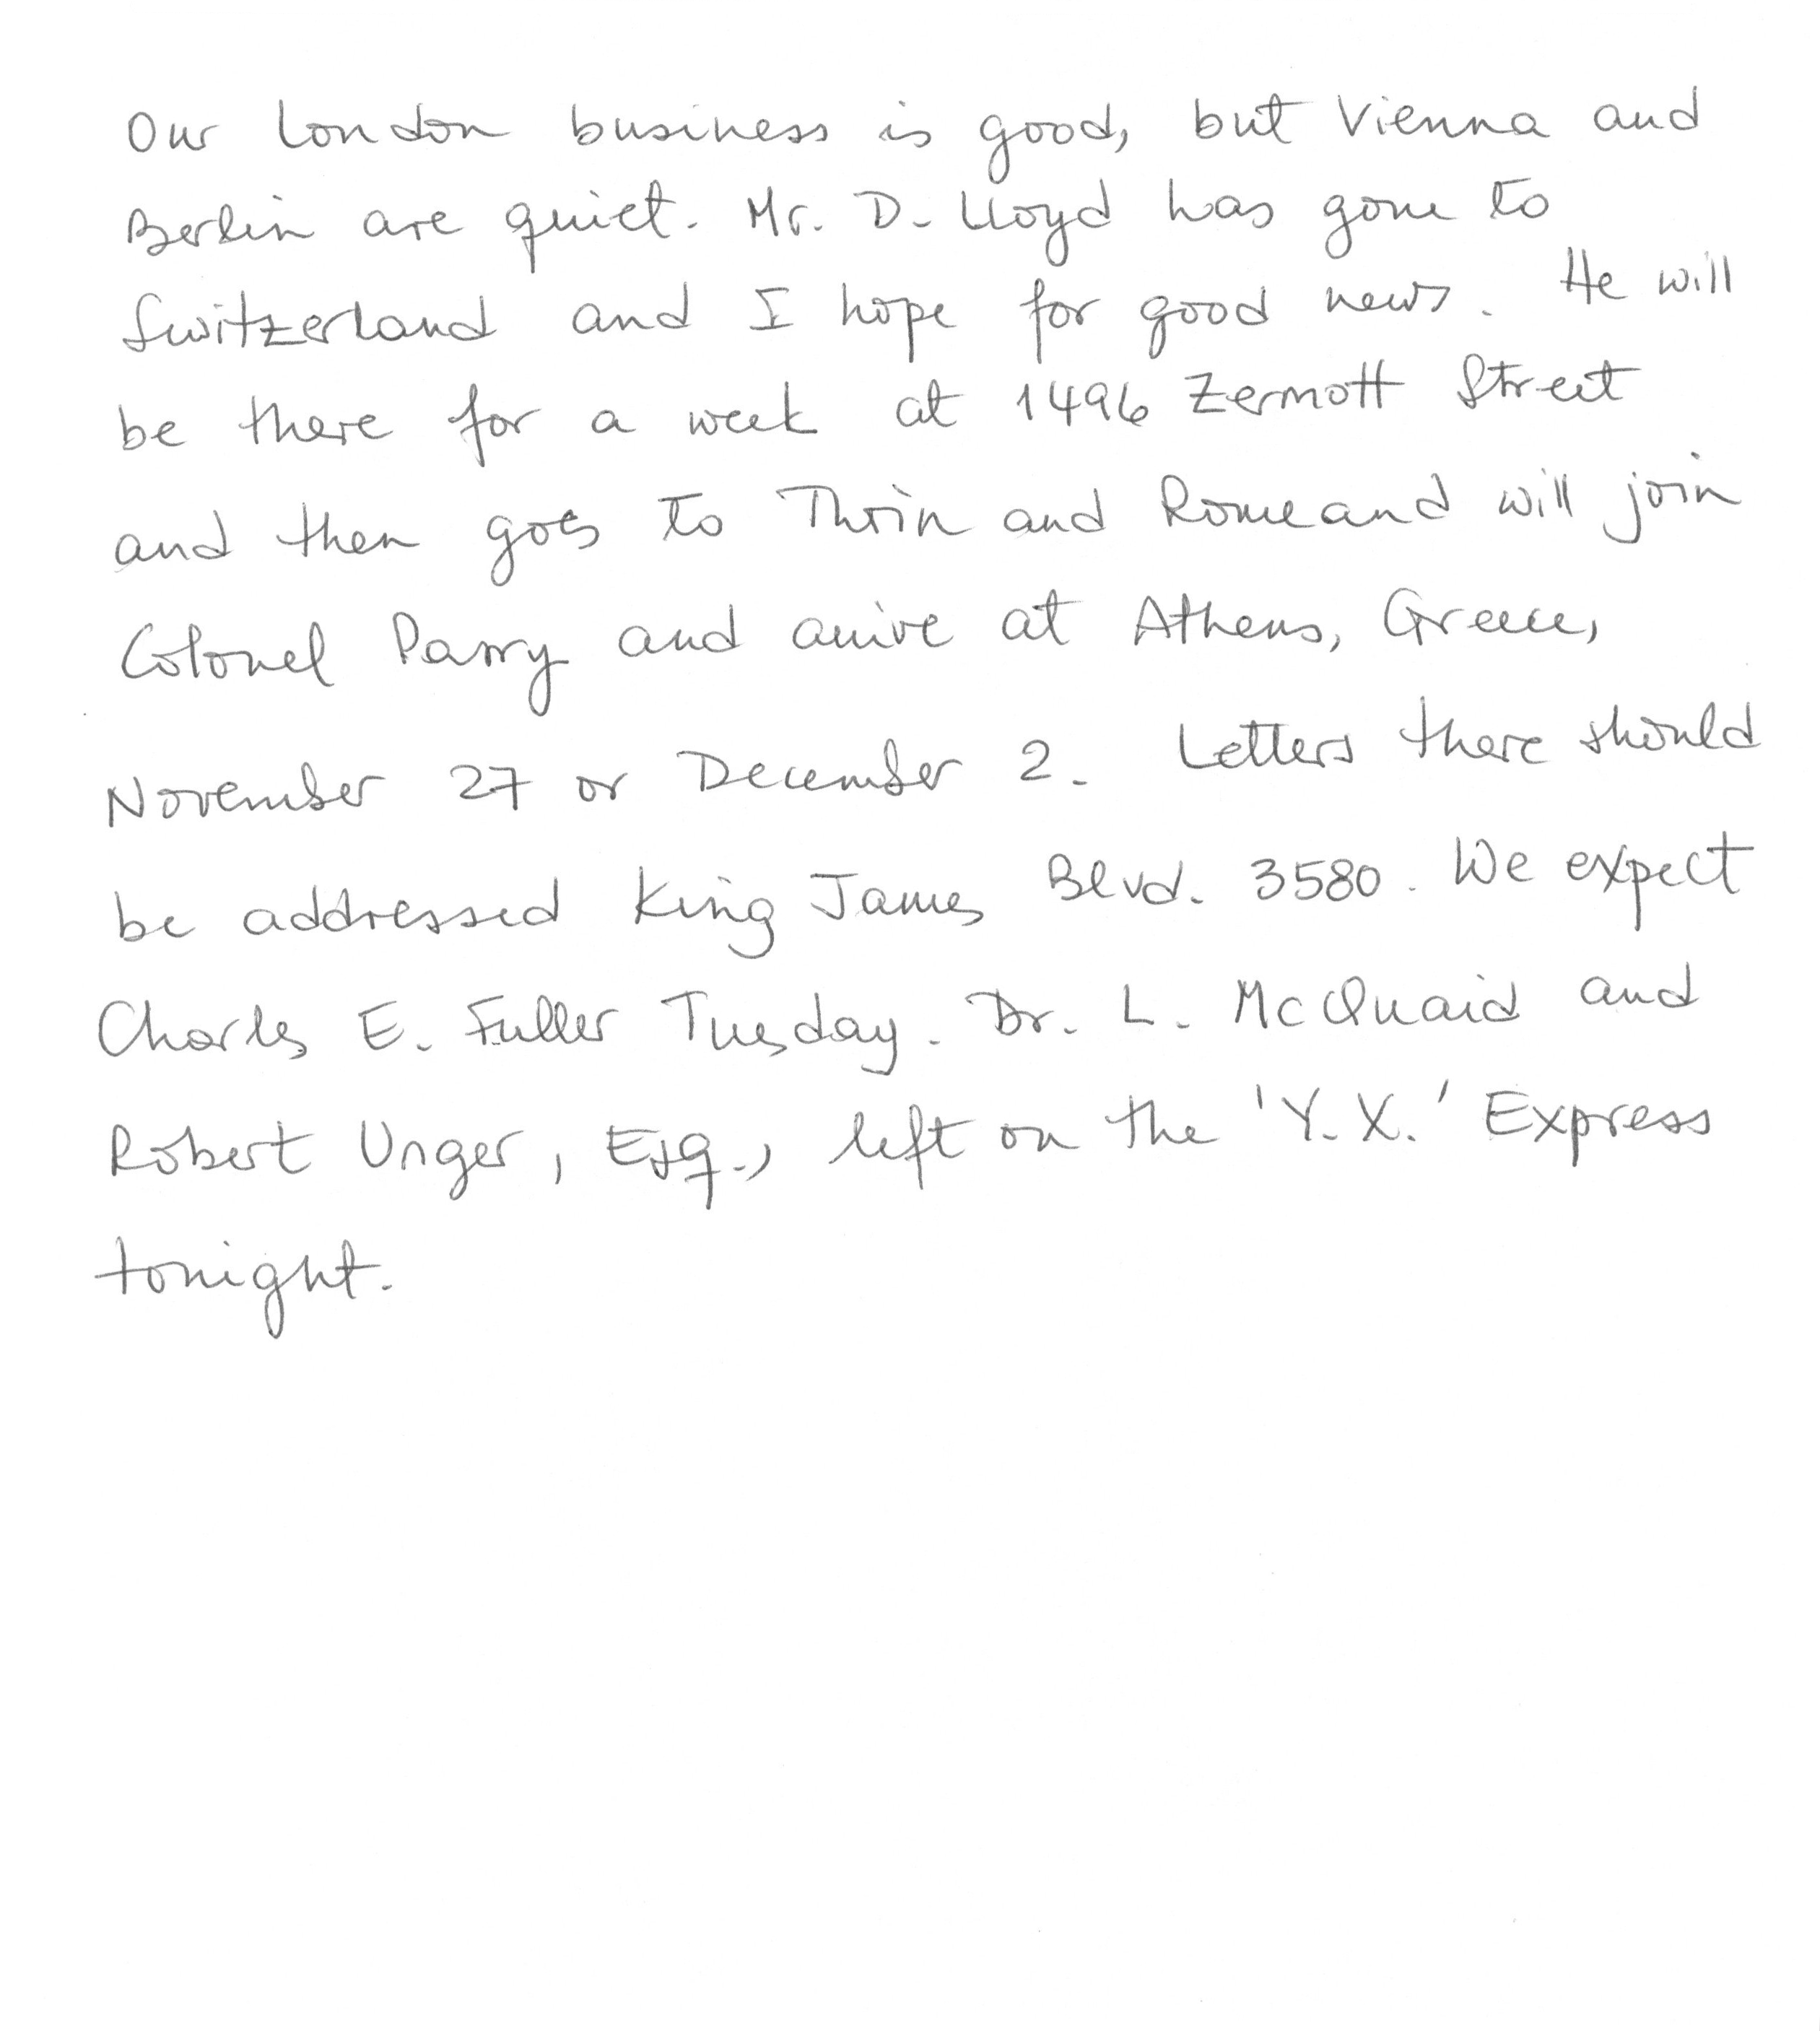 Our London business is good, but Vienna and
Berlin are quiet. Mr. D. Lloyd has gone to
Switzerland and I hope for good news. He will
be there for a week at 1496 Zermott Street
and then goes to Turin and Rome and will join
Colonel Parry and arrive at Athens, Greece,
November 27 or December 2. Letters there should
be addressed King James Blvd. 3580. We expect
Charles E. Fuller Tuesday. Dr. L. McQuaid and
Robert Unger, Esq., left on the 'Y.X.' Express
tonight.